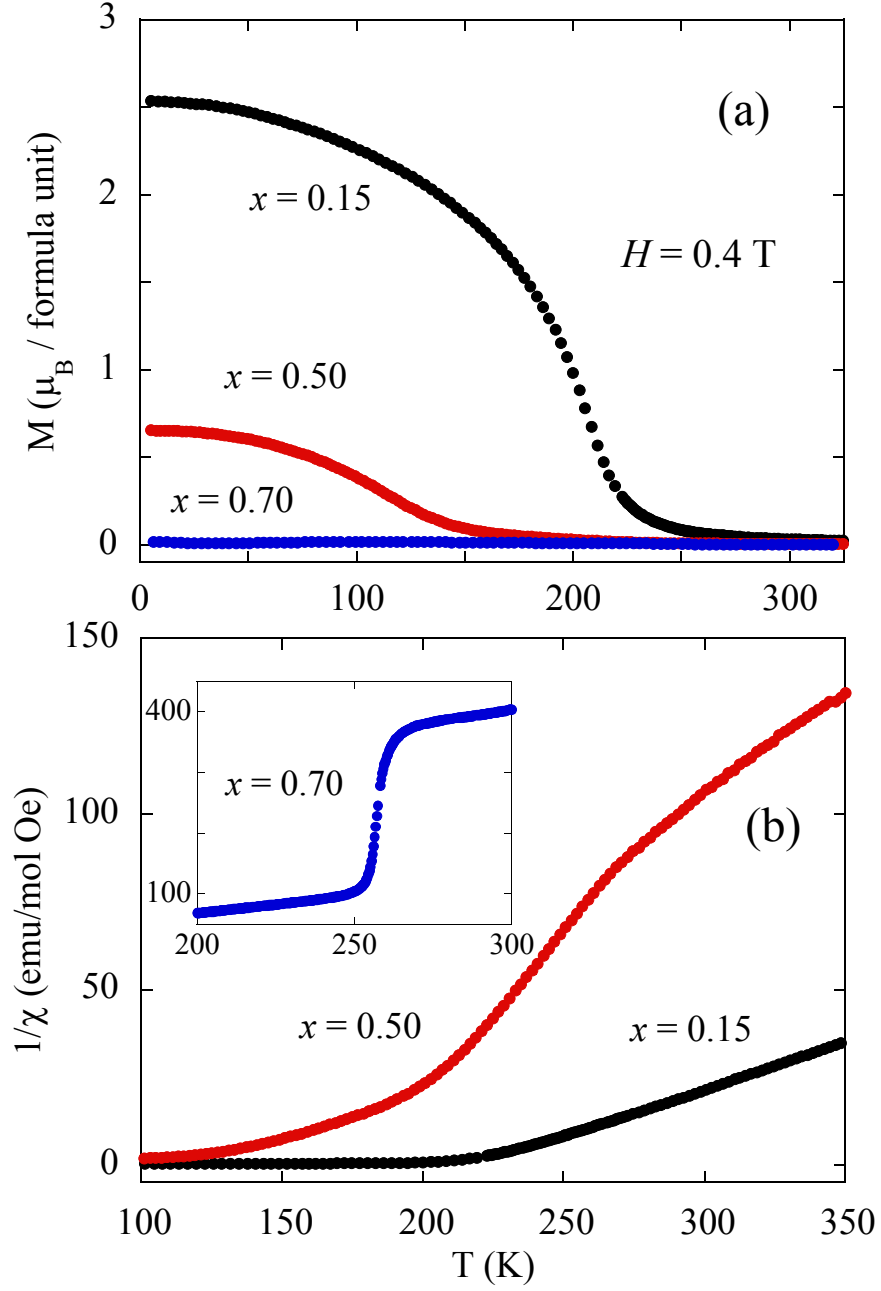 3
(a)
x = 0.15
2
H = 0.4 T
M (μB / formula unit)
x = 0.50
1
x = 0.70
0
0 100 200 300
150
400
x = 0.70
100
200 250 300
100
(b)
1/χ (emu/mol Oe)
50
x = 0.50
x = 0.15
0
100 150 200 250 300 350
T (K)